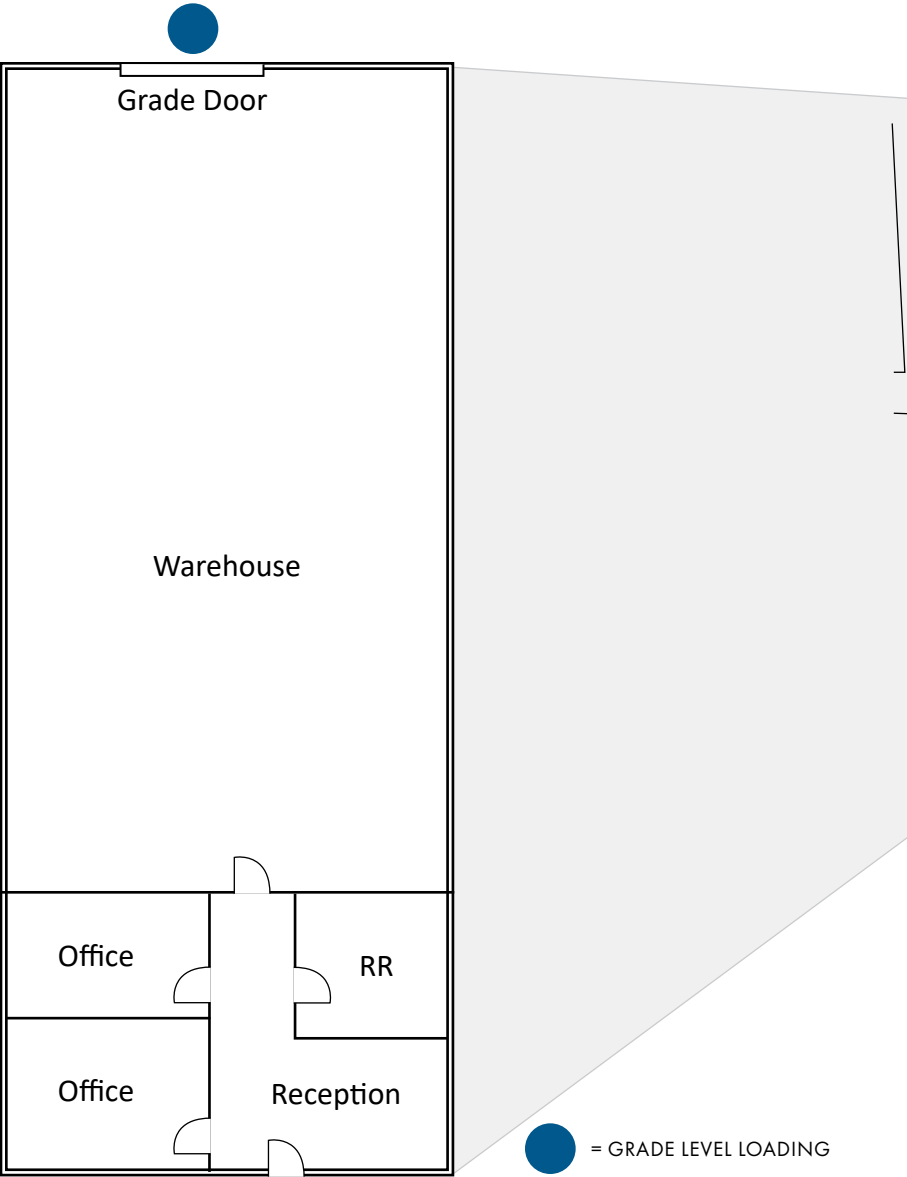 Grade Door
Warehouse
Office
RR
Office
Reception
= GRADE LEVEL LOADING